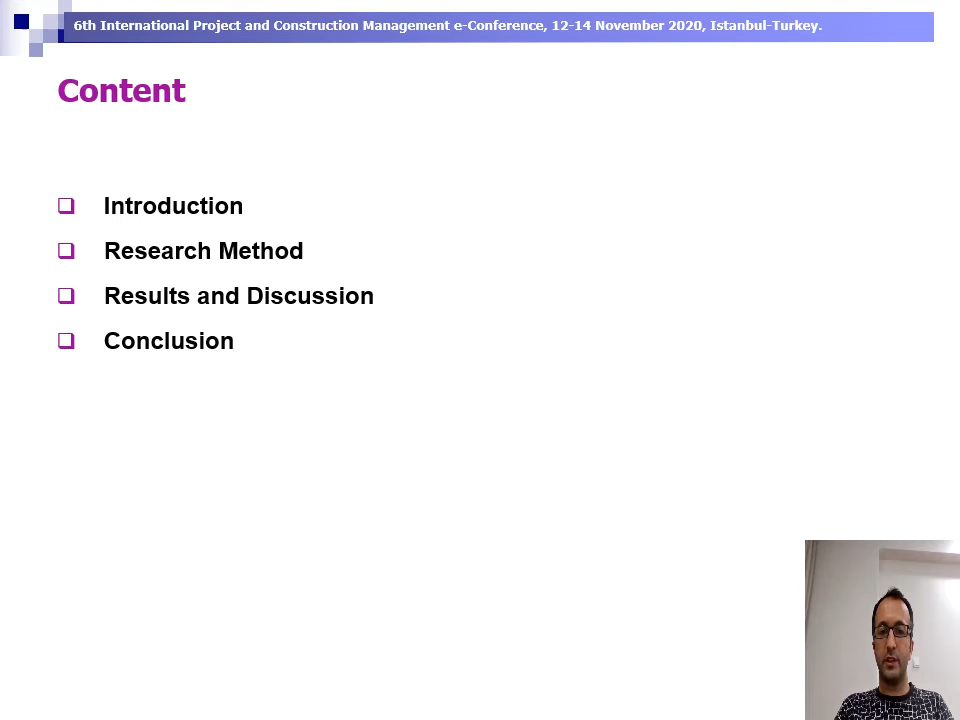 6th International Project and Construction Management e-Conference, 12-14 November 2020, Istanbul-Turkey.
Content
Introduction
Research Method
Results and Discussion
Conclusion